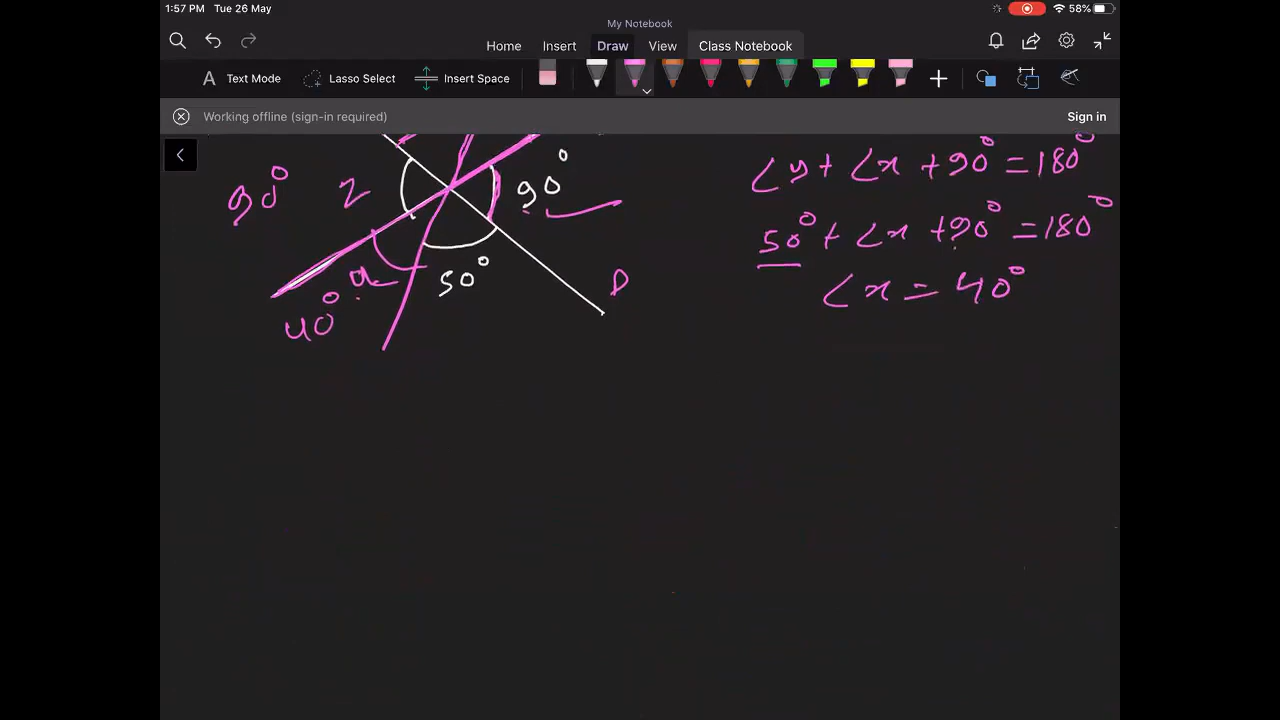 1:57 PM Tue 26 May
58%
My Notebook
Home Insert Draw View Class Notebook
Text Mode Lasso Select Insert Space
Working offline (sign-in required) Sign in
∠y + ∠x + 90° = 180°
90° z 90°
50° + ∠x + 90° = 180°
50°
∠x = 40°
40°